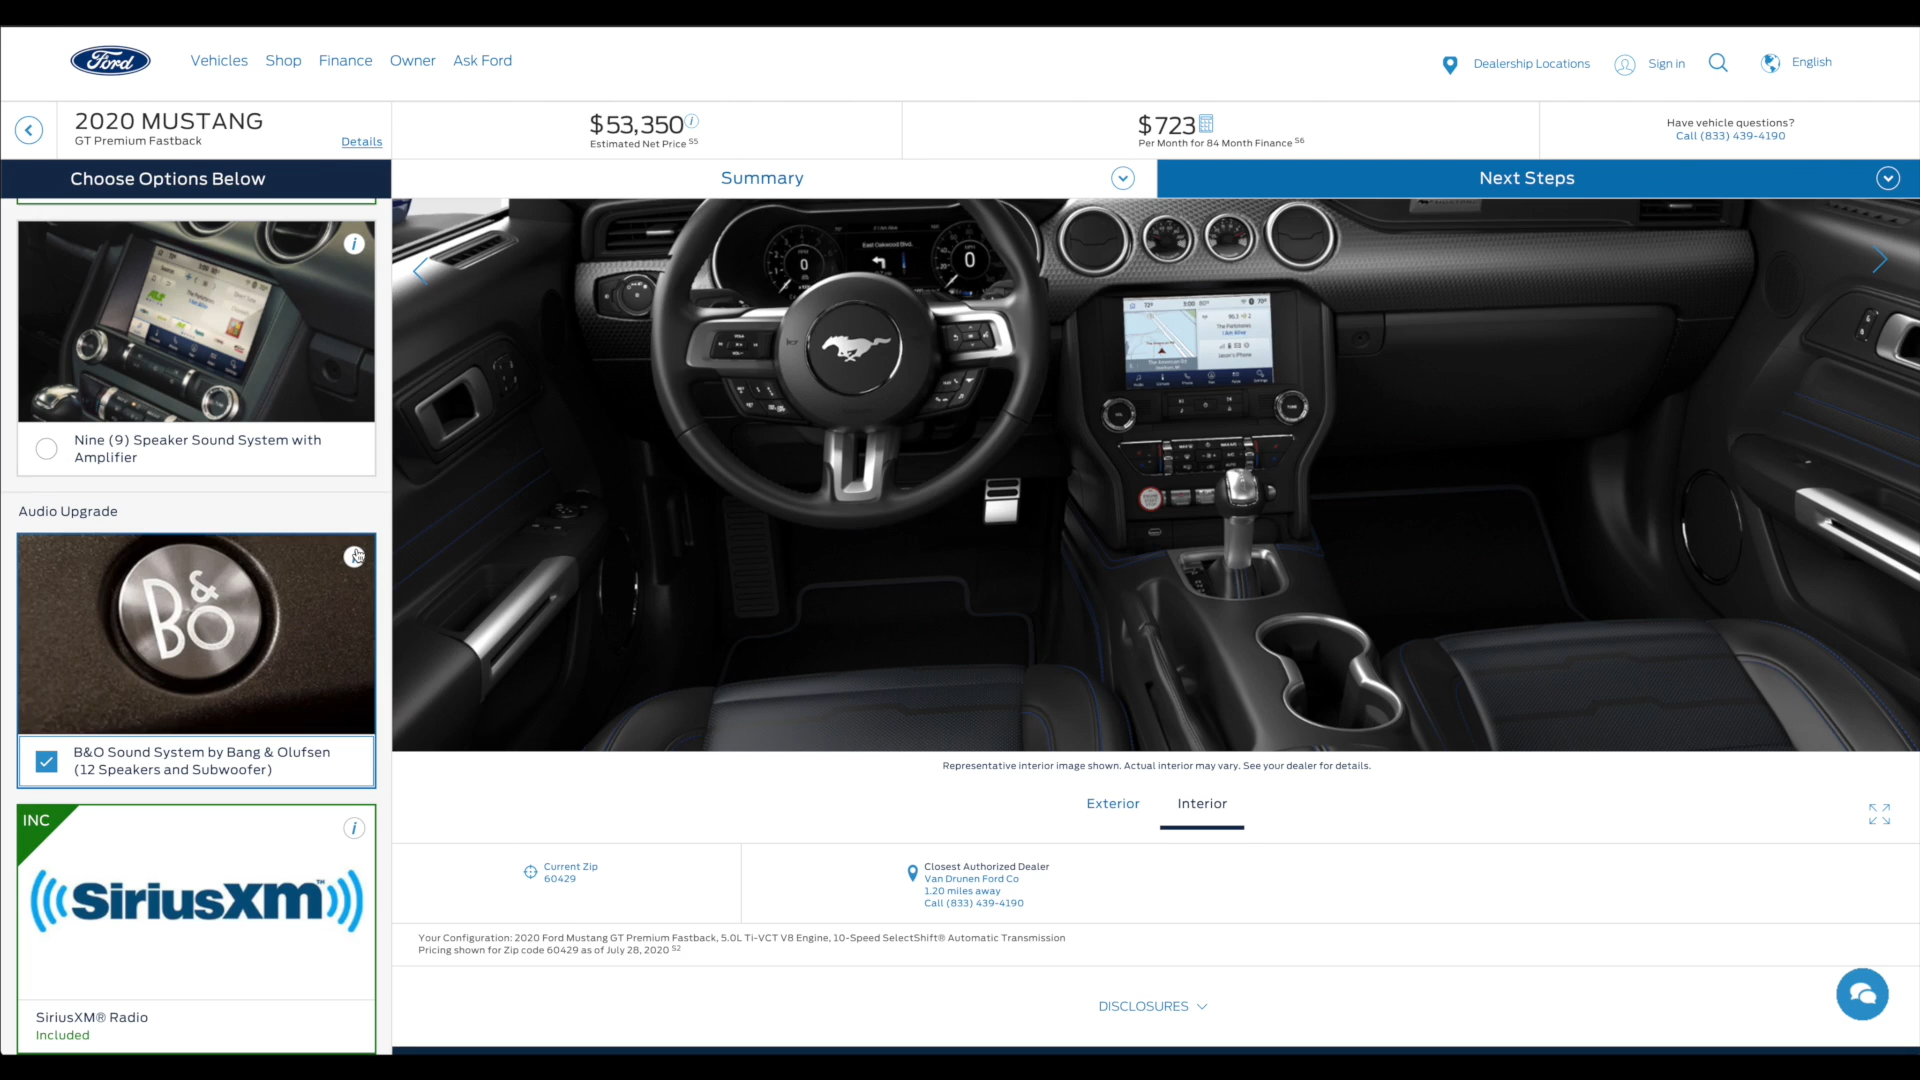 Ford
Vehicles
Shop
Finance
Owner
Ask Ford
Dealership Locations
Sign in
English
2020 MUSTANG
GT Premium Fastback
Details
$53,350
Estimated Net Price S5
$723
Per Month for 84 Month Finance S6
Have vehicle questions?
Call (833) 439-4190
Choose Options Below
Summary
Next Steps
Nine (9) Speaker Sound System with
Amplifier
Audio Upgrade
B&O
B&O Sound System by Bang & Olufsen
(12 Speakers and Subwoofer)
INC
SiriusXM
SiriusXM® Radio
Included
East Oakwood Blvd.
0
0
Representative interior image shown. Actual interior may vary. See your dealer for details.
Exterior
Interior
Current Zip
60429
Closest Authorized Dealer
Van Drunen Ford Co
1.20 miles away
Call (833) 439-4190
Your Configuration: 2020 Ford Mustang GT Premium Fastback, 5.0L Ti-VCT V8 Engine, 10-Speed SelectShift® Automatic Transmission
Pricing shown for Zip code 60429 as of July 28, 2020 S2
DISCLOSURES